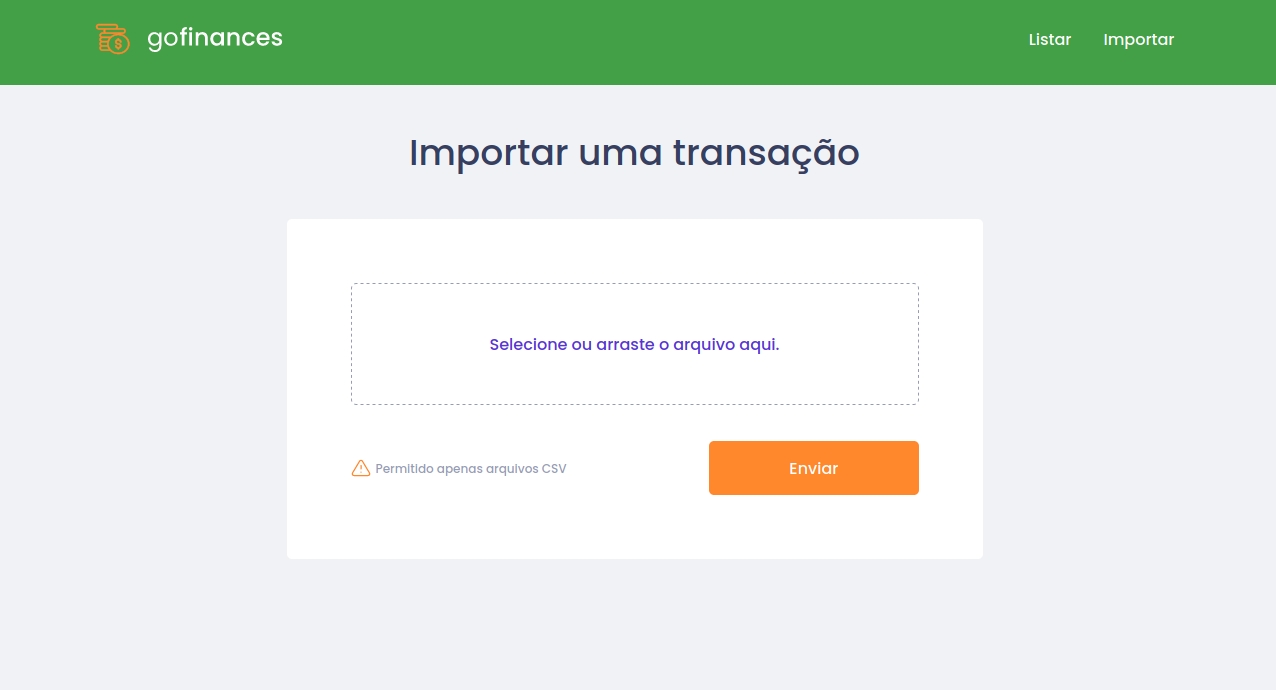 gofinances
Listar
Importar
Importar uma transação
Selecione ou arraste o arquivo aqui.
Permitido apenas arquivos CSV
Enviar